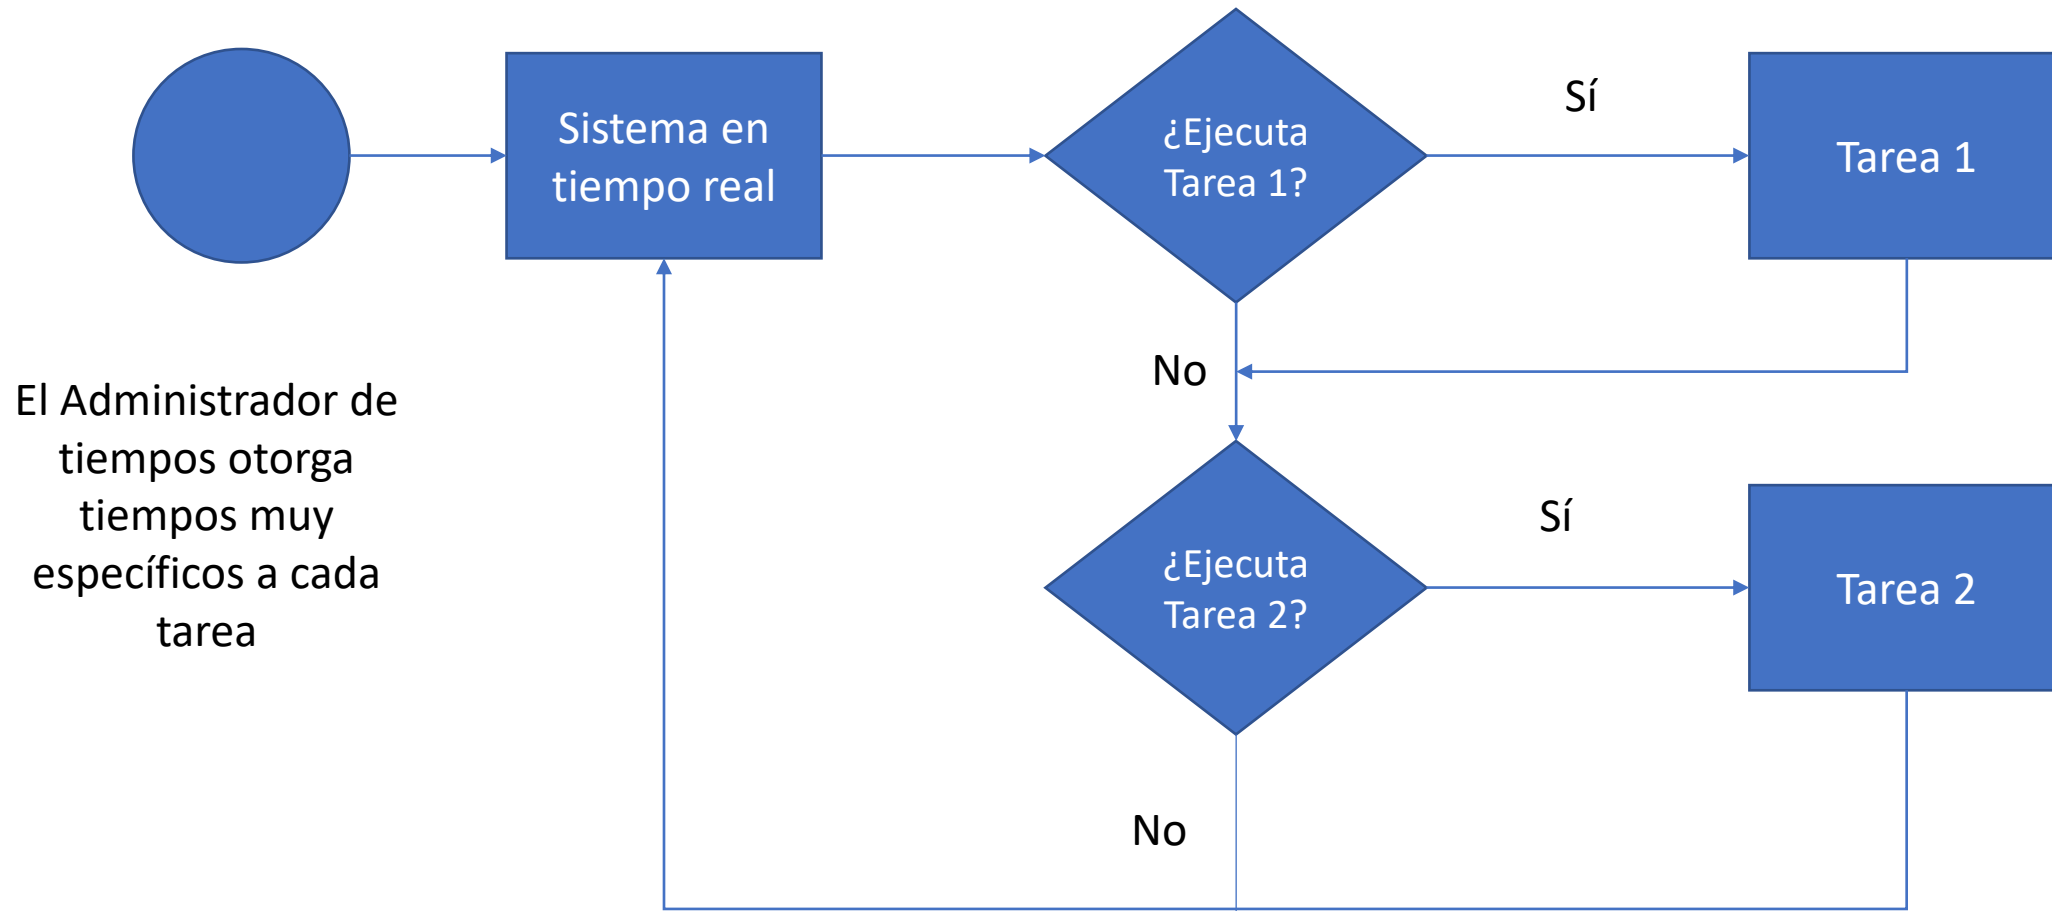 Sistema en
tiempo real
¿Ejecuta
Tarea 1?
Sí
Tarea 1
No
El Administrador de
tiempos otorga
tiempos muy
específicos a cada
tarea
¿Ejecuta
Tarea 2?
Sí
Tarea 2
No